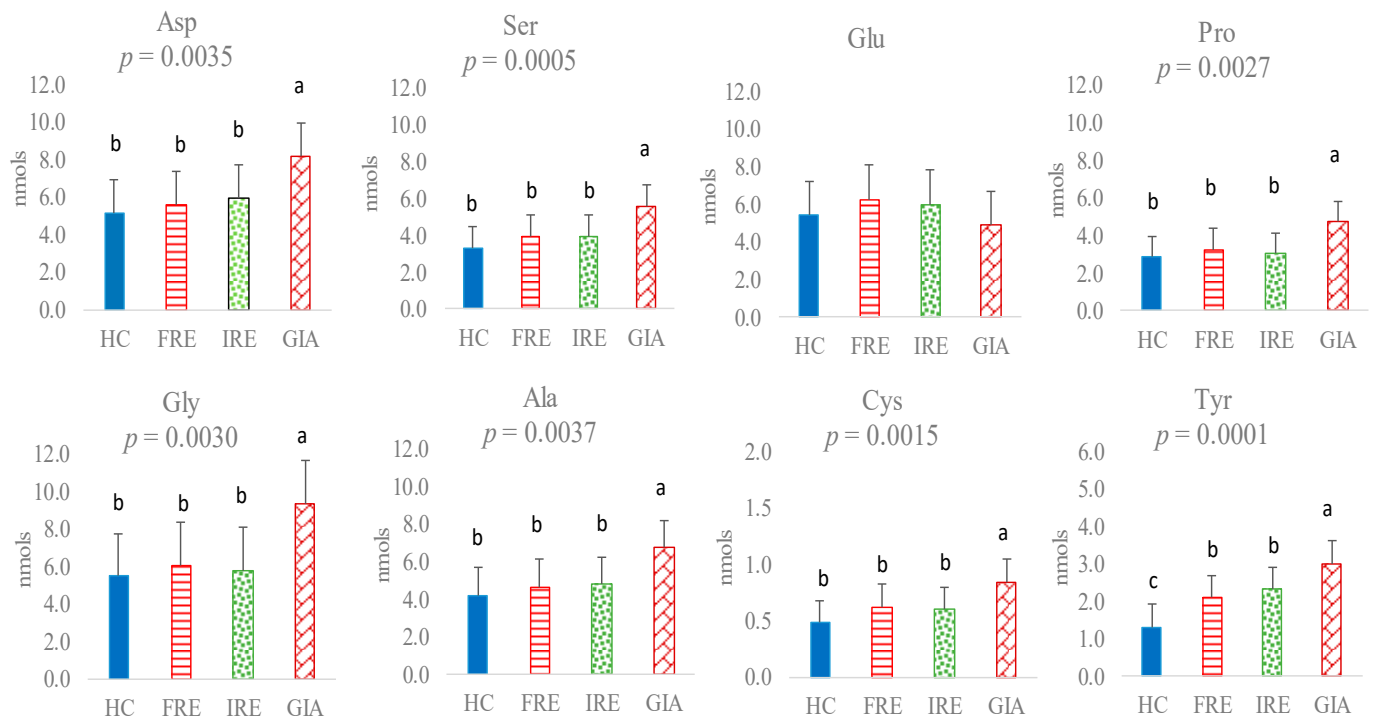 Asp
p = 0.0035
12.0
10.0
8.0
6.0
4.0
2.0
0.0
nmols
b
b
b
a
HC FRE IRE GIA
Ser
p = 0.0005
12.0
10.0
8.0
6.0
4.0
2.0
0.0
nmols
b
b
b
a
HC FRE IRE GIA
Glu
12.0
10.0
8.0
6.0
4.0
2.0
0.0
nmols
HC FRE IRE GIA
Pro
p = 0.0027
12.0
10.0
8.0
6.0
4.0
2.0
0.0
nmols
b
b
b
a
HC FRE IRE GIA
Gly
p = 0.0030
12.0
10.0
8.0
6.0
4.0
2.0
0.0
nmols
b
b
b
a
HC FRE IRE GIA
Ala
p = 0.0037
12.0
10.0
8.0
6.0
4.0
2.0
0.0
nmols
b
b
b
a
HC FRE IRE GIA
Cys
p = 0.0015
2.0
1.5
1.0
0.5
0.0
nmols
b
b
b
a
HC FRE IRE GIA
Tyr
p = 0.0001
6.0
5.0
4.0
3.0
2.0
1.0
0.0
nmols
c
b
b
a
HC FRE IRE GIA